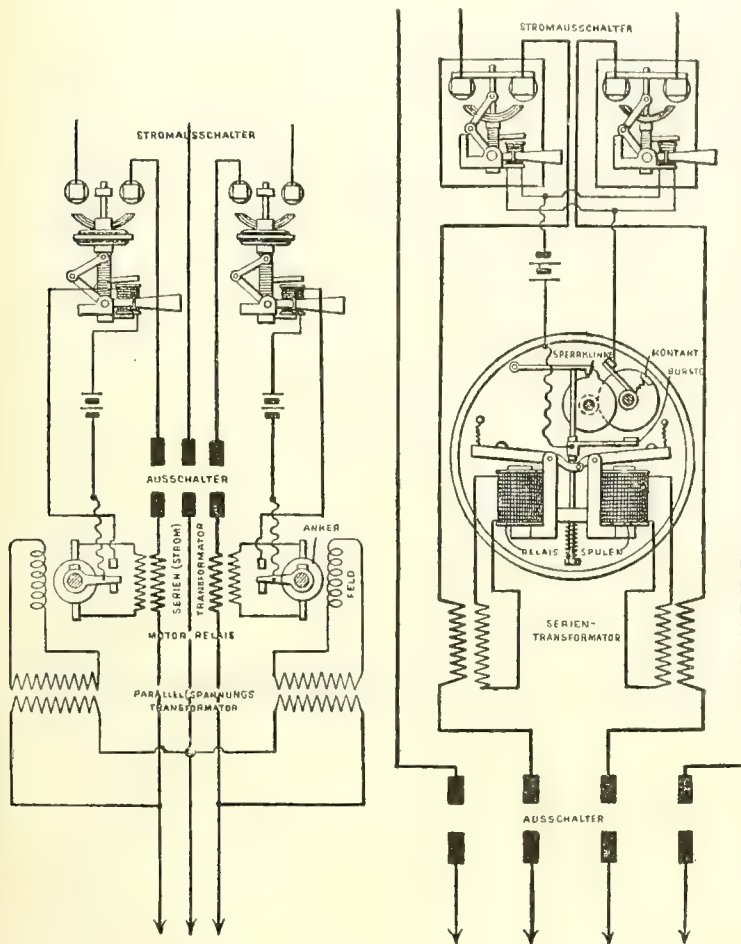 STROMAUSSCHALTER
AUSSCHALTER
SERIEN (STROM)
TRANSFORMATOR
ANKER
FELD
MOTOR RELAIS
PARALLEL (SPANNUNGS
TRANSFORMATOR
STROMAUSSCHALTER
SPERRKLINKE
KONTAKT
BÜRSTE
RELAIS SPULEN
SERIEN-
TRANSFORMATOR
AUSSCHALTER